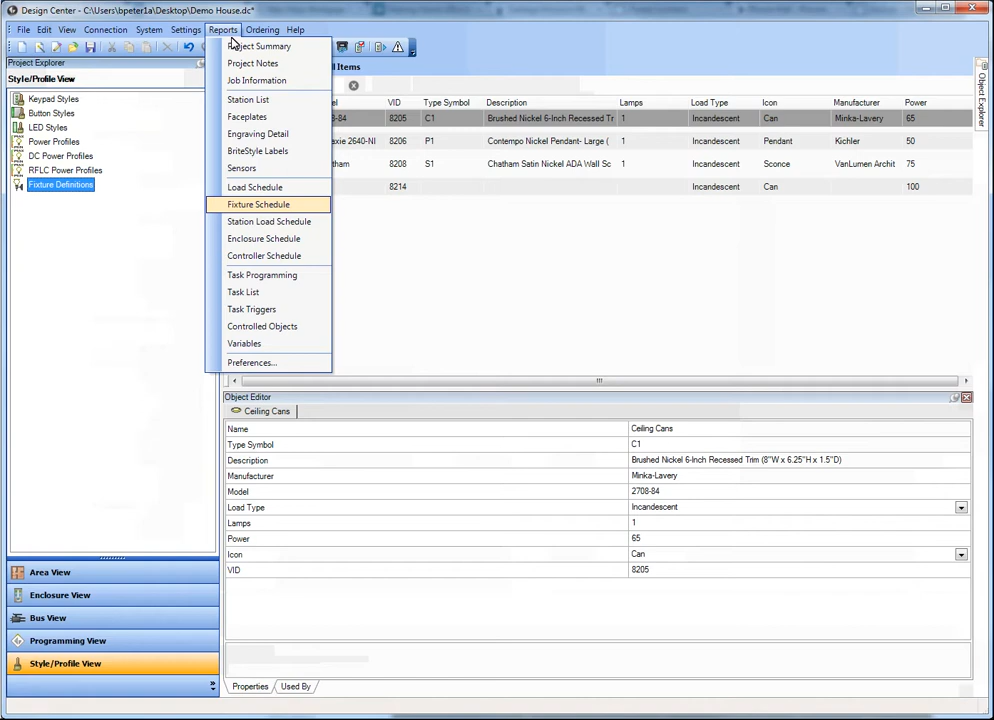 Design Center - C:\Users\bpeter1a\Desktop\Demo House.dc*
File Edit View Connection System Settings Reports Ordering Help
Project Explorer
Style/Profile View
Keypad Styles
Button Styles
LED Styles
Power Profiles
DC Power Profiles
RFLC Power Profiles
Fixture Definitions
Area View
Enclosure View
Bus View
Programming View
Style/Profile View
Project Summary
Project Notes
Job Information
Station List
Faceplates
Engraving Detail
BriteStyle Labels
Sensors
Load Schedule
Fixture Schedule
Station Load Schedule
Enclosure Schedule
Controller Schedule
Task Programming
Task List
Task Triggers
Controlled Objects
Variables
Preferences...
Items
VID Type Symbol Description Lamps Load Type Icon Manufacturer Power
8-84 8205 C1 Brushed Nickel 6-Inch Recessed Tr 1 Incandescent Can Minka-Lavery 65
axie 2640-NI 8206 P1 Contempo Nickel Pendant- Large ( 1 Incandescent Pendant Kichler 50
tham 8208 S1 Chatham Satin Nickel ADA Wall Sc 1 Incandescent Sconce VanLumen Archit 75
8214 Incandescent Can 100
Object Explorer
Object Editor
Ceiling Cans
Name Ceiling Cans
Type Symbol C1
Description Brushed Nickel 6-Inch Recessed Trim (8"W x 6.25"H x 1.5"D)
Manufacturer Minka-Lavery
Model 2708-84
Load Type Incandescent
Lamps 1
Power 65
Icon Can
VID 8205
Properties Used By